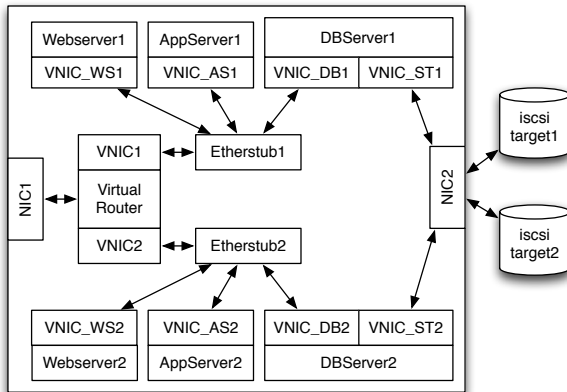 Webserver1
AppServer1
DBServer1
VNIC_WS1
VNIC_AS1
VNIC_DB1
VNIC_ST1
iscsi
target1
VNIC1
Etherstub1
NIC1
Virtual
Router
NIC2
VNIC2
Etherstub2
iscsi
target2
VNIC_WS2
VNIC_AS2
VNIC_DB2
VNIC_ST2
Webserver2
AppServer2
DBServer2